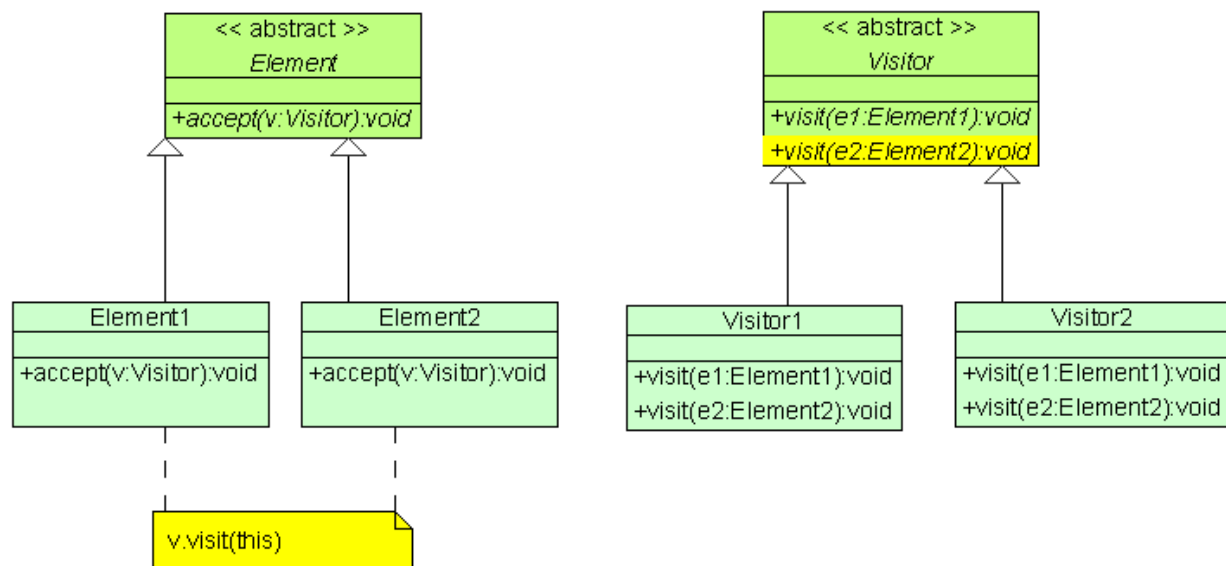 << abstract >>
Element
+accept(v:Visitor):void
<< abstract >>
Visitor
+visit(e1:Element1):void
+visit(e2:Element2):void
Element1
+accept(v:Visitor):void
Element2
+accept(v:Visitor):void
Visitor1
+visit(e1:Element1):void
+visit(e2:Element2):void
Visitor2
+visit(e1:Element1):void
+visit(e2:Element2):void
v.visit(this)